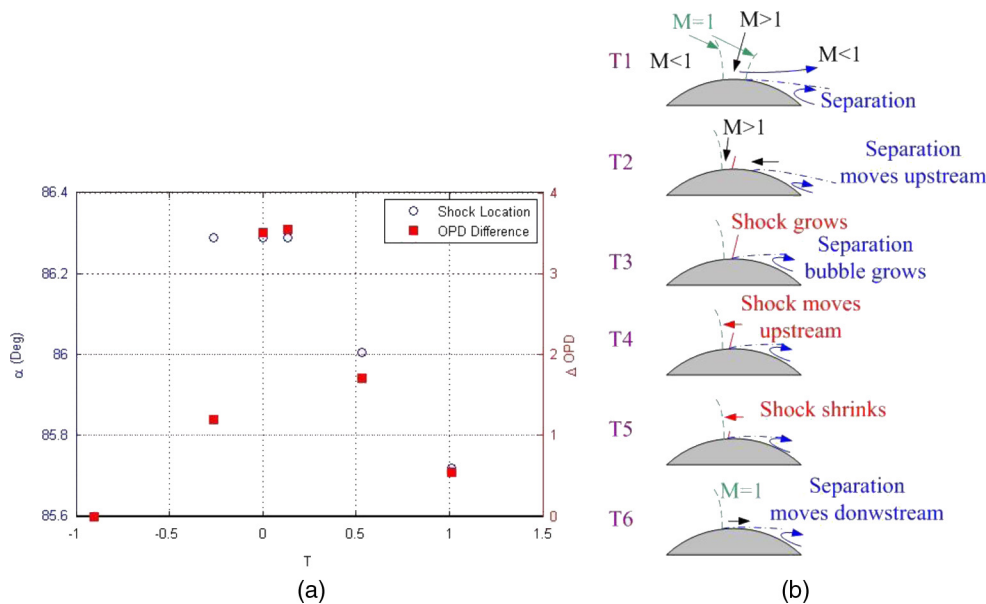 86.4
86.2
86
85.8
85.6
α (Deg)
-1
-0.5
0
0.5
1
1.5
T
4
3
2
1
0
Δ OPD
Shock Location
OPD Difference
(a)
M=1
M>1
T1
M<1
M<1
Separation
M>1
T2
Separation
moves upstream
Shock grows
T3
Separation
bubble grows
Shock moves
upstream
T4
T5
Shock shrinks
M=1
Separation
T6
moves donwstream
(b)